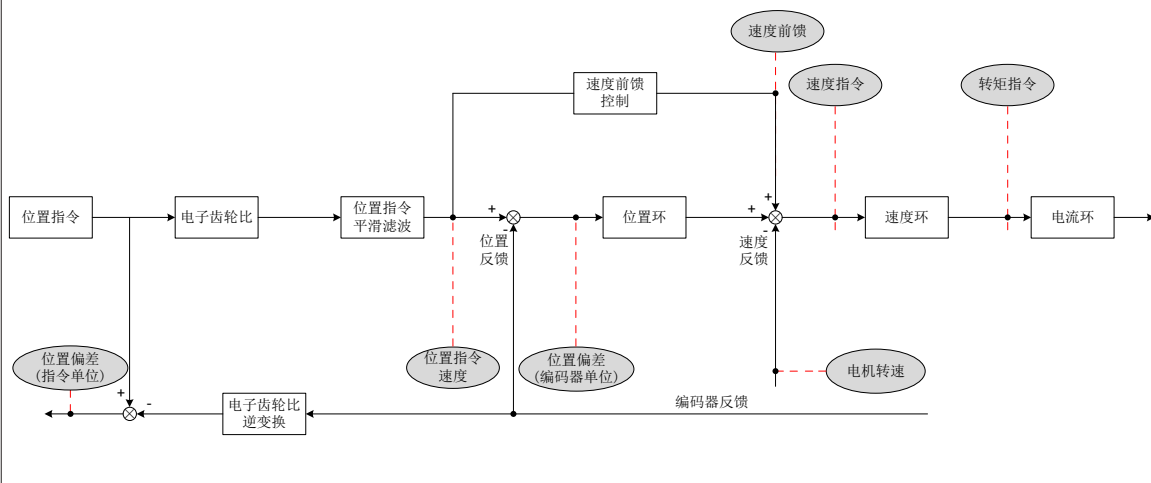 速度前馈
速度前馈
控制
速度指令
转矩指令
+
位置指令
电子齿轮比
位置指令
平滑滤波
+
-
位置
反馈
位置环
+
-
速度
反馈
速度环
电流环
位置偏差
(指令单位)
位置指令
速度
位置偏差
(编码器单位)
电机转速
+
-
电子齿轮比
逆变换
编码器反馈